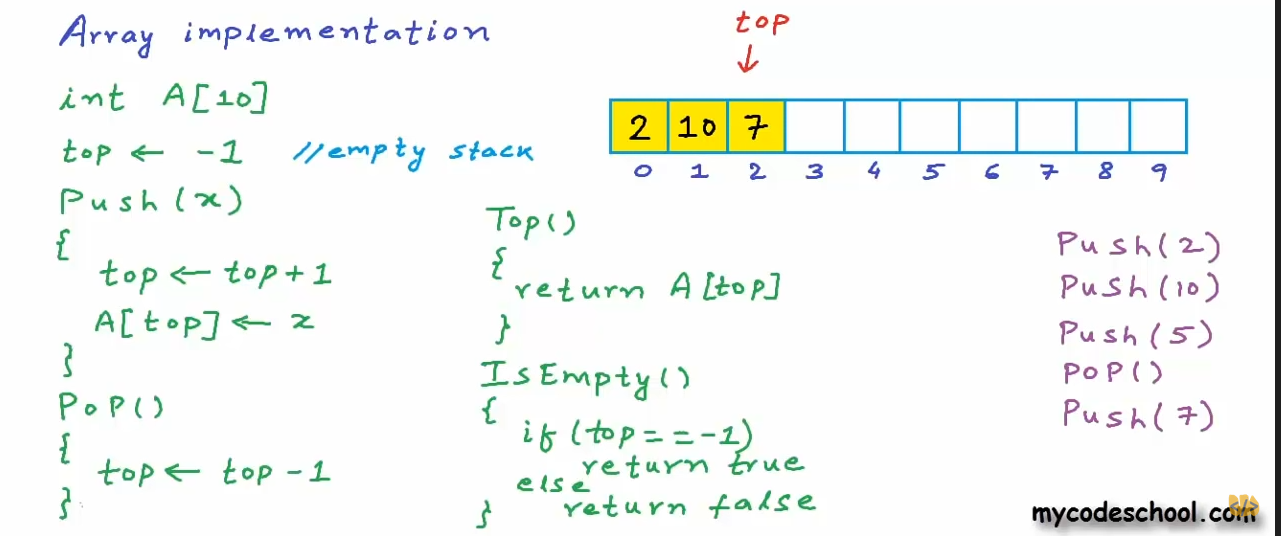 Array implementation
int A[10]
top ← -1 //empty stack
Push(x)
{
top ← top+1
A[top] ← x
}
Pop()
{
top ← top -1
}
Top()
{
return A[top]
}
IsEmpty()
{
if (top == -1)
return true
else
return false
}
top
↓
2 10 7
0 1 2 3 4 5 6 7 8 9
Push(2)
Push(10)
Push(5)
Pop()
Push(7)
mycodeschool.com